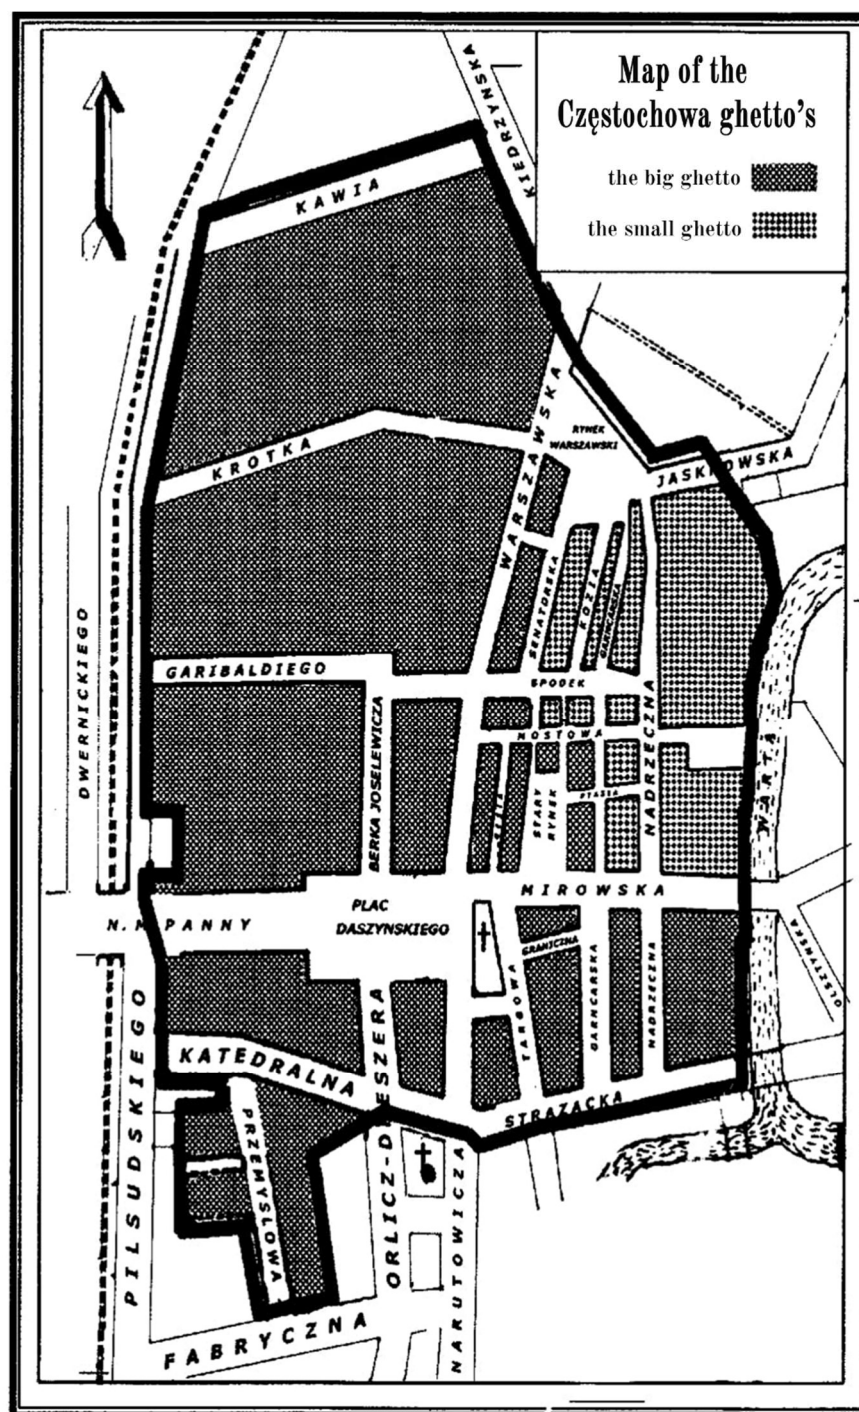 Map of the
Częstochowa ghetto's
the big ghetto
the small ghetto
KAWIA
KIEDRZYNSKA
KROTKA
WARSZAWSKA
RYNEK
WARSZAWSKI
JASKROWSKA
SENATORSKA
KOZIA
GARNCARSKA
DWERNICKIEGO
GARIBALDIEGO
SPODEK
BERKA JOSELEWICZA
MOSTOWA
NADRZECZNA
STARY
RYNEK
PTASIA
WARTA
MIROWSKA
N. M. PANNY
PLAC
DASZYNSKIEGO
GRANICZNA
TARGOWA
GARNCARSKA
NADRZECZNA
OLSZTYNSKA
PILSUDSKIEGO
KATEDRALNA
STRAZACKA
PRZEMYSLOWA
ORLICZ-DRESZERA
NARUTOWICZA
FABRYCZNA